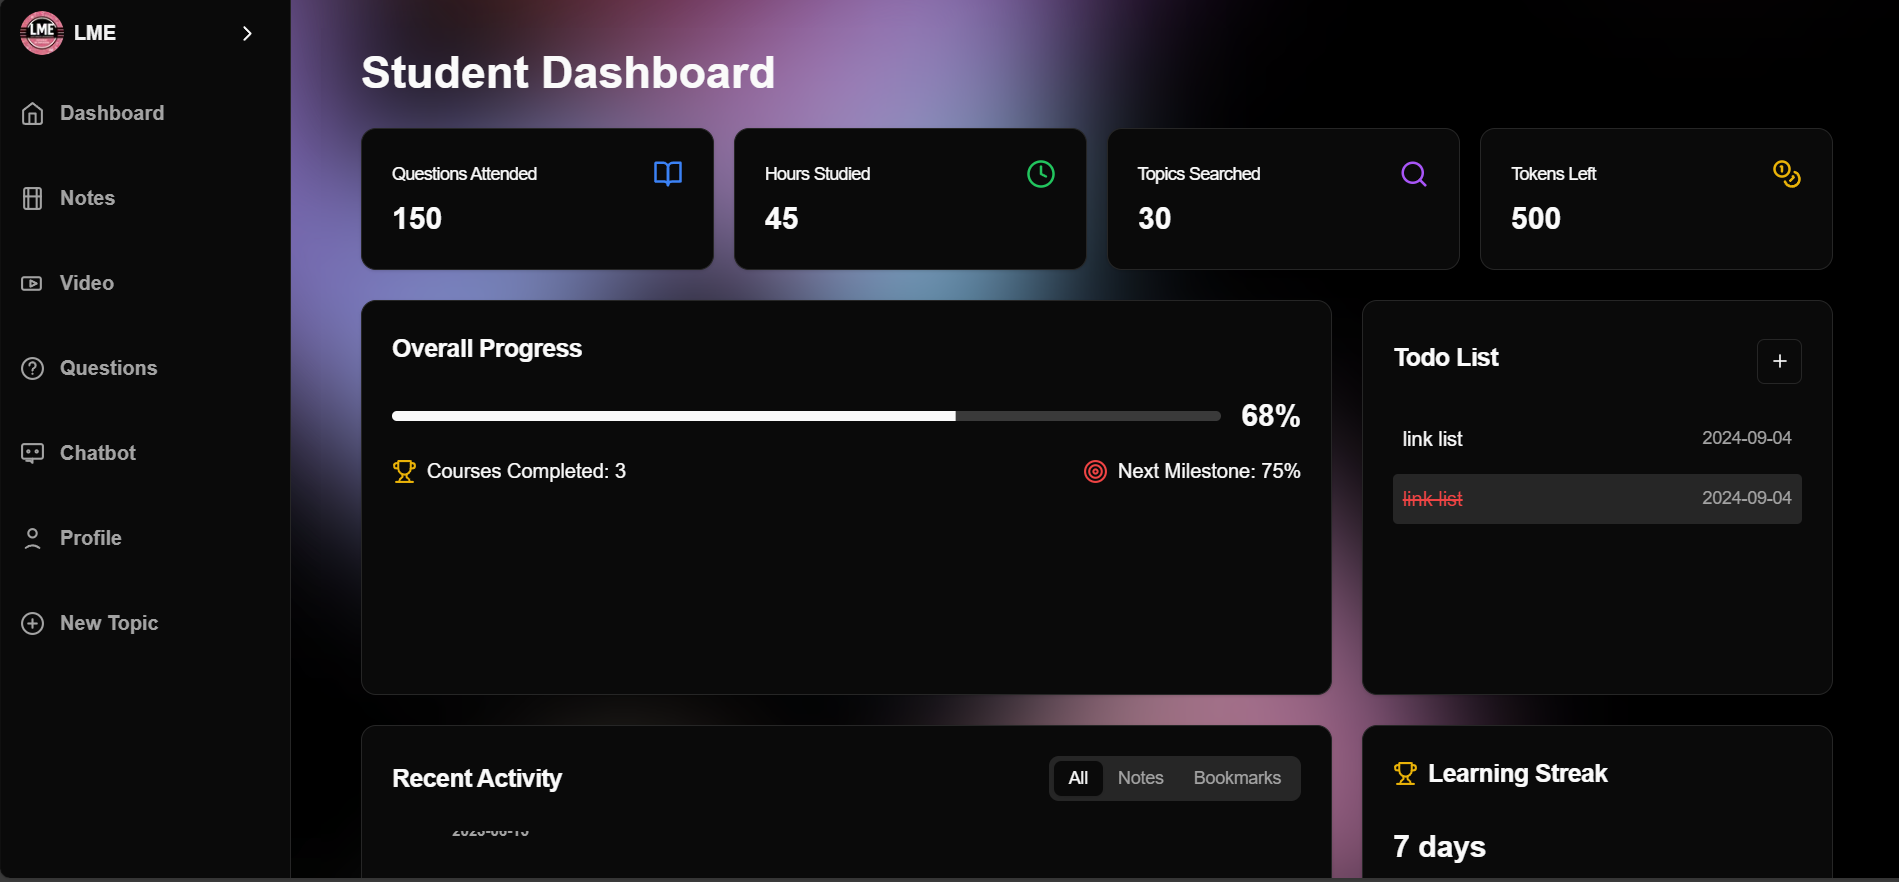 LME
LME
Dashboard
Notes
Video
Questions
Chatbot
Profile
New Topic
Student Dashboard
Questions Attended
150
Hours Studied
45
Topics Searched
30
Tokens Left
500
Overall Progress
68%
Courses Completed: 3
Next Milestone: 75%
Todo List
link list 2024-09-04
link list 2024-09-04
Recent Activity
All Notes Bookmarks
Learning Streak
7 days